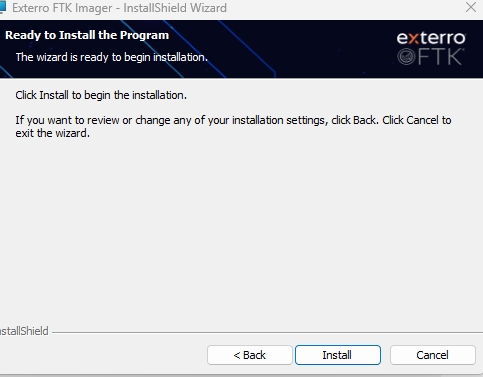 Exterro FTK Imager - InstallShield Wizard
Ready to Install the Program
The wizard is ready to begin installation.
exterro
FTK
Click Install to begin the installation.
If you want to review or change any of your installation settings, click Back. Click Cancel to
exit the wizard.
nstallShield
< Back
Install
Cancel